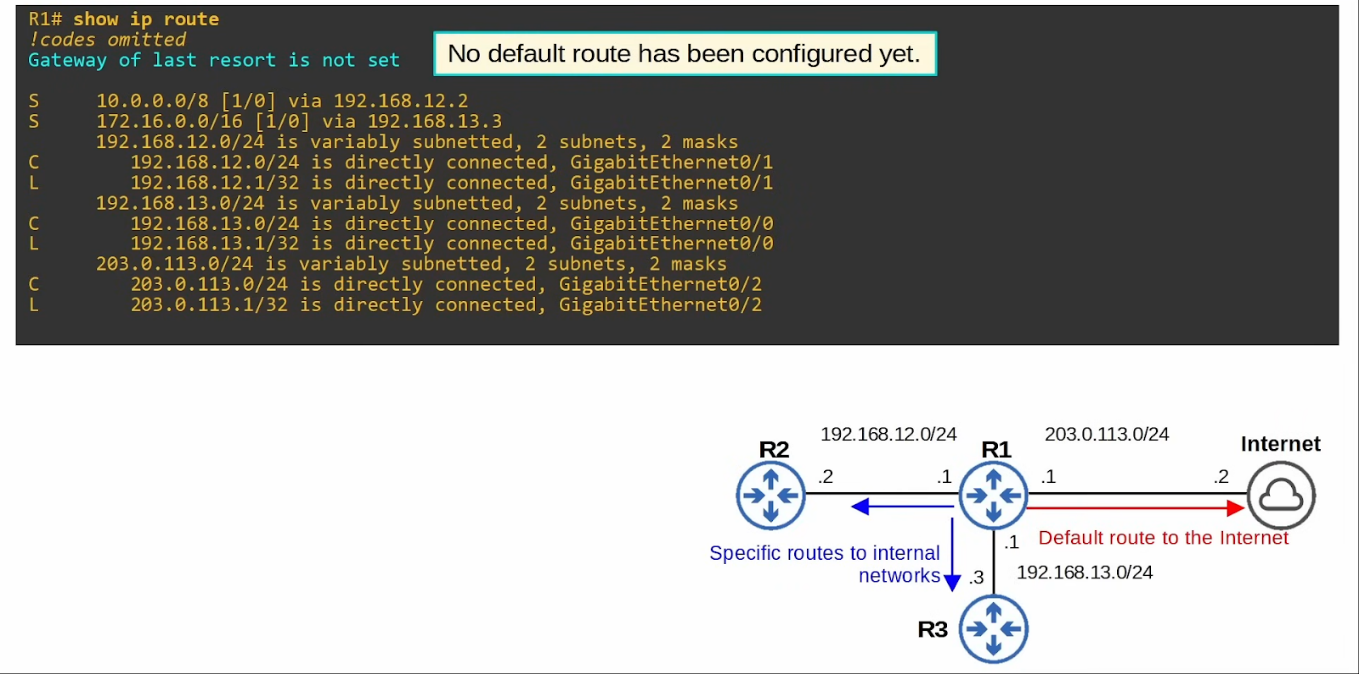 R1# show ip route
!codes omitted
Gateway of last resort is not set
No default route has been configured yet.
S 10.0.0.0/8 [1/0] via 192.168.12.2
S 172.16.0.0/16 [1/0] via 192.168.13.3
192.168.12.0/24 is variably subnetted, 2 subnets, 2 masks
C 192.168.12.0/24 is directly connected, GigabitEthernet0/1
L 192.168.12.1/32 is directly connected, GigabitEthernet0/1
192.168.13.0/24 is variably subnetted, 2 subnets, 2 masks
C 192.168.13.0/24 is directly connected, GigabitEthernet0/0
L 192.168.13.1/32 is directly connected, GigabitEthernet0/0
203.0.113.0/24 is variably subnetted, 2 subnets, 2 masks
C 203.0.113.0/24 is directly connected, GigabitEthernet0/2
L 203.0.113.1/32 is directly connected, GigabitEthernet0/2
192.168.12.0/24
203.0.113.0/24
R2
R1
Internet
.2
.1
.1
.2
Default route to the Internet
.1
Specific routes to internal
networks
.3
192.168.13.0/24
R3